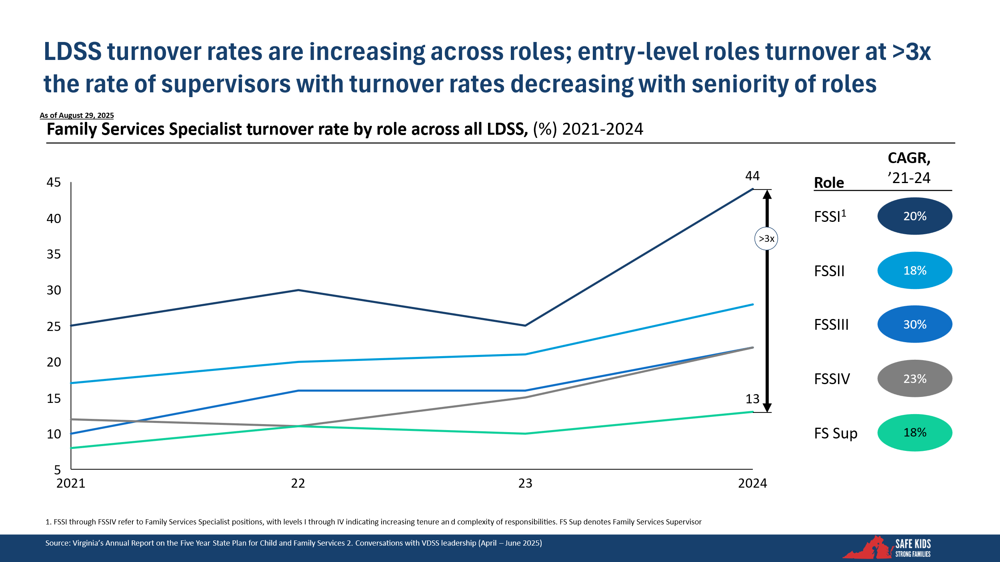 LDSS turnover rates are increasing across roles; entry-level roles turnover at >3x
the rate of supervisors with turnover rates decreasing with seniority of roles
As of August 29, 2025
Family Services Specialist turnover rate by role across all LDSS, (%) 2021-2024
CAGR,
’21-24
Role
45
40
35
30
25
20
15
10
5
2021
22
23
2024
44
>3x
13
FSSI¹
20%
FSSII
18%
FSSIII
30%
FSSIV
23%
FS Sup
18%
1. FSSI through FSSIV refer to Family Services Specialist positions, with levels I through IV indicating increasing tenure an d complexity of responsibilities. FS Sup denotes Family Services Supervisor
Source: Virginia’s Annual Report on the Five Year State Plan for Child and Family Services 2. Conversations with VDSS leadership (April – June 2025)
SAFE KIDS
STRONG FAMILIES